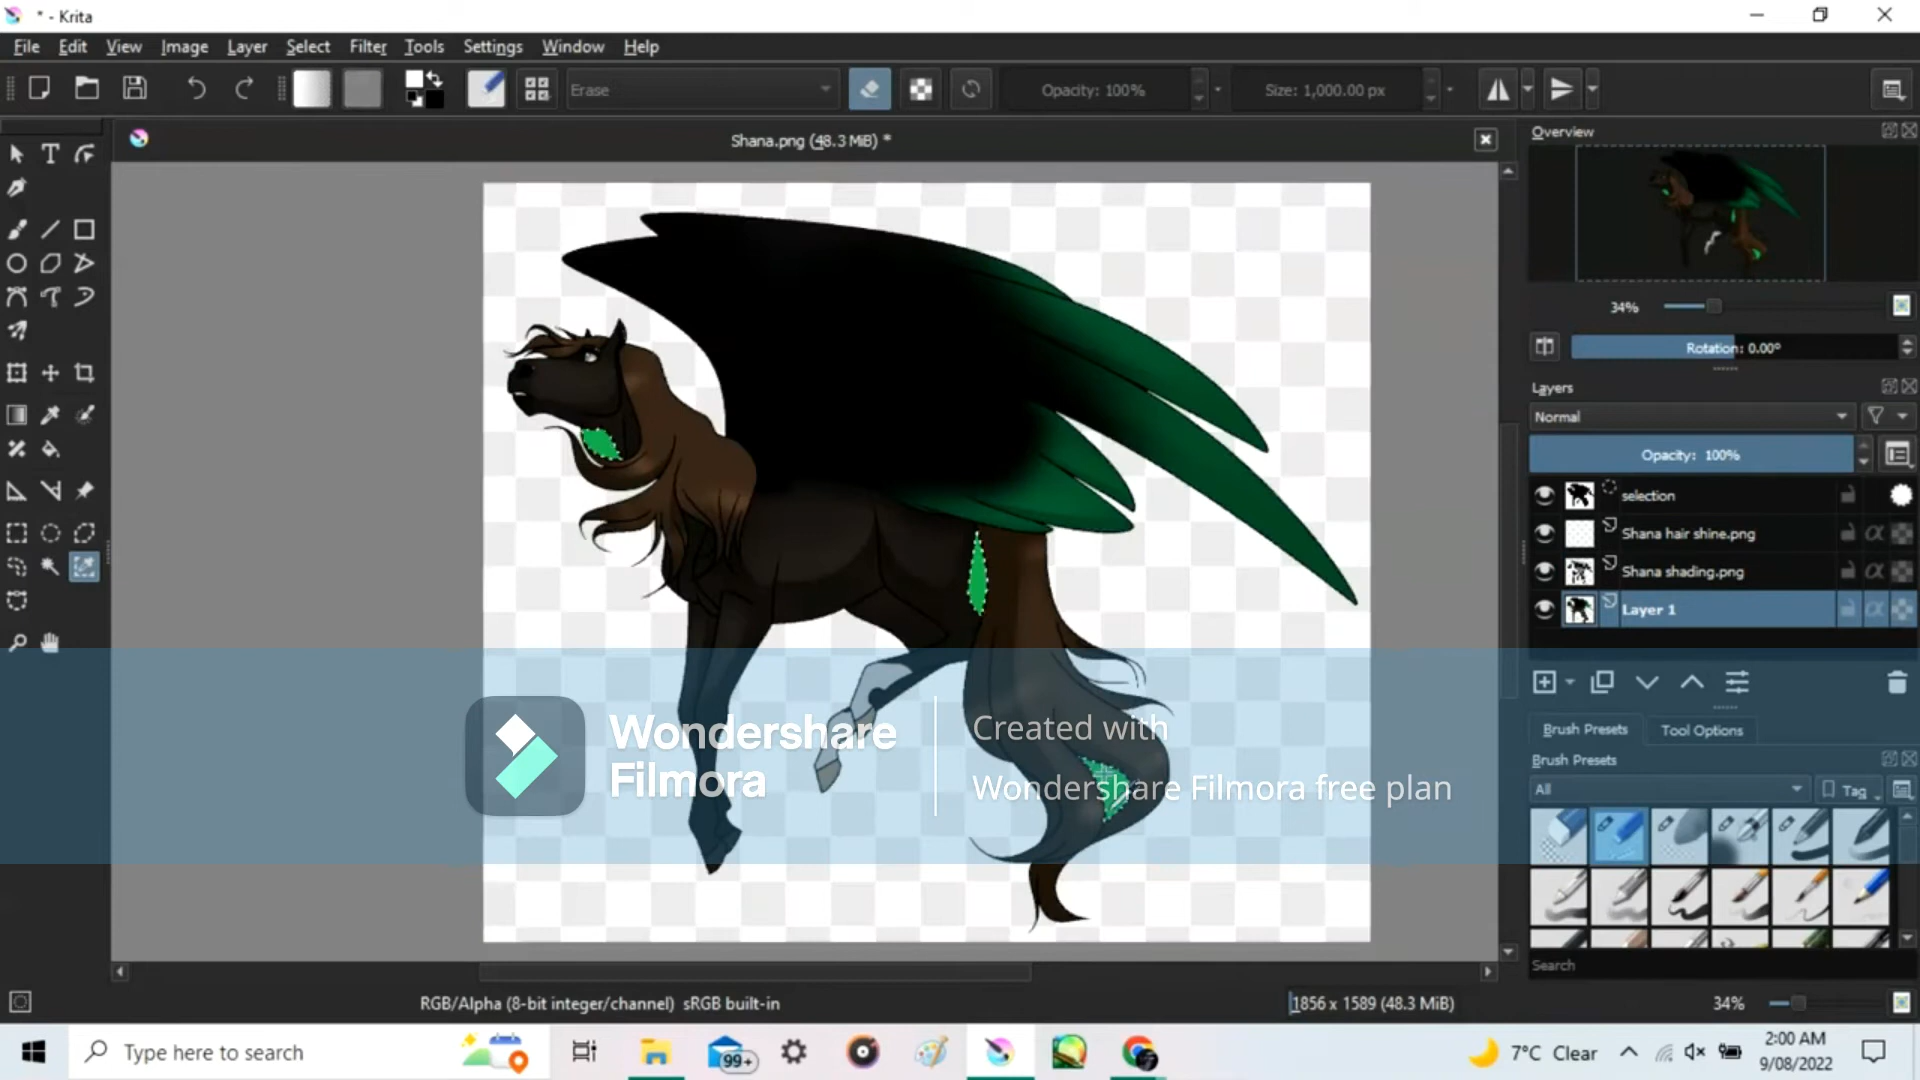 * - Krita
File Edit View Image Layer Select Filter Tools Settings Window Help
Erase
Opacity: 100%
Size: 1,000.00 px
Shana.png (48.3 MiB) *
Overview
34%
Rotation: 0.00°
Layers
Normal
Opacity: 100%
selection
Shana hair shine.png
Shana shading.png
Layer 1
Wondershare
Filmora
Created with
Wondershare Filmora free plan
Brush Presets Tool Options
Brush Presets
All
Tag
Search
RGB/Alpha (8-bit integer/channel) sRGB built-in
1856 x 1589 (48.3 MiB)
34%
Type here to search
99+
7°C Clear
2:00 AM
9/08/2022